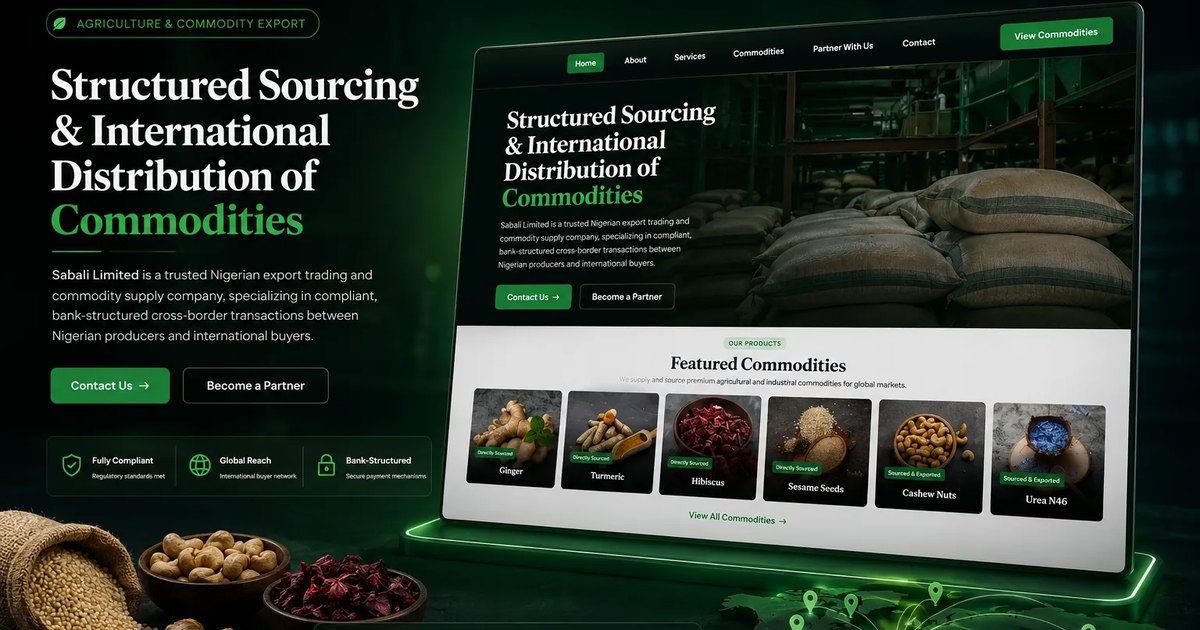 AGRICULTURE & COMMODITY EXPORT
Structured Sourcing
& International
Distribution of
Commodities
Sabali Limited is a trusted Nigerian export trading and
commodity supply company, specializing in compliant,
bank-structured cross-border transactions between
Nigerian producers and international buyers.
Contact Us →
Become a Partner
Fully Compliant
Regulatory standards met
Global Reach
International buyer network
Bank-Structured
Secure payment mechanisms
Home
About
Services
Commodities
Partner With Us
Contact
View Commodities
Structured Sourcing
& International
Distribution of
Commodities
Sabali Limited is a trusted Nigerian export trading and
commodity supply company, specializing in compliant,
bank-structured cross-border transactions between
Nigerian producers and international buyers.
Contact Us →
Become a Partner
OUR PRODUCTS
Featured Commodities
We supply and source premium agricultural and industrial commodities for global markets.
Directly Sourced
Ginger
Directly Sourced
Turmeric
Directly Sourced
Hibiscus
Directly Sourced
Sesame Seeds
Sourced & Exported
Cashew Nuts
Sourced & Exported
Urea N46
View All Commodities →